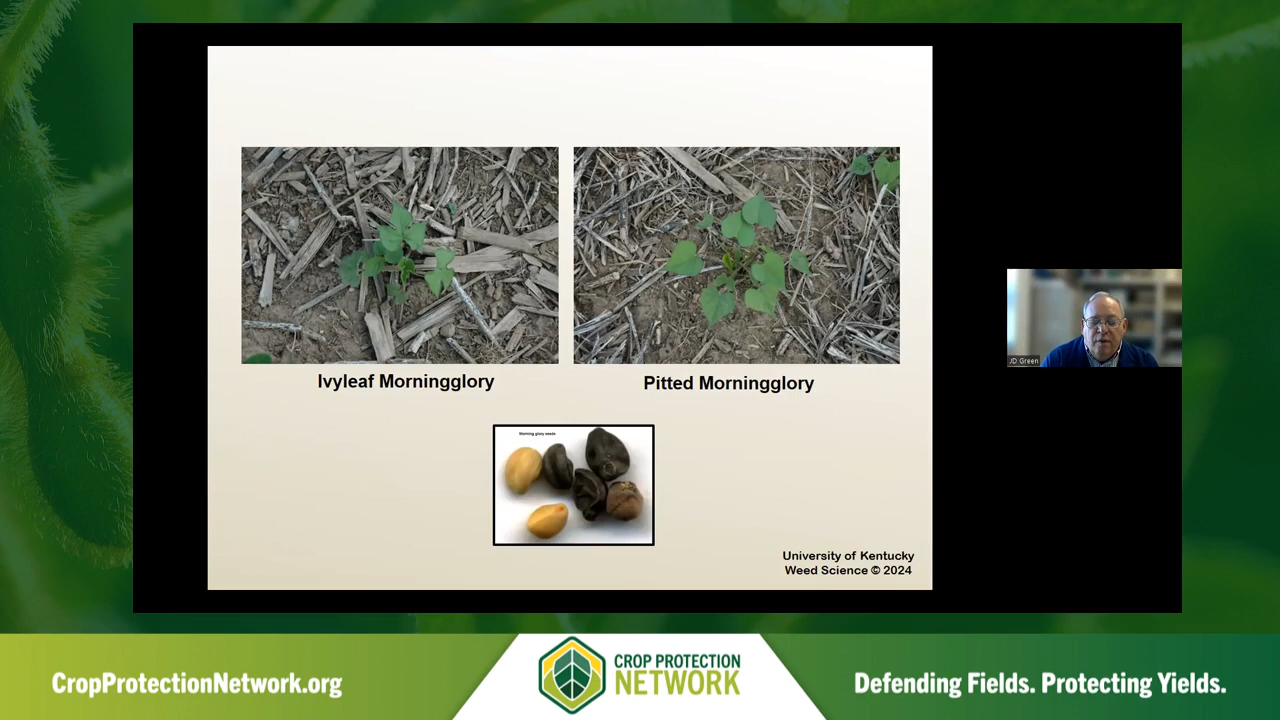 Ivyleaf Morningglory
Pitted Morningglory
Morning glory seeds
University of Kentucky
Weed Science © 2024
JD Green
CropProtectionNetwork.org
CROP PROTECTION
NETWORK
Defending Fields. Protecting Yields.